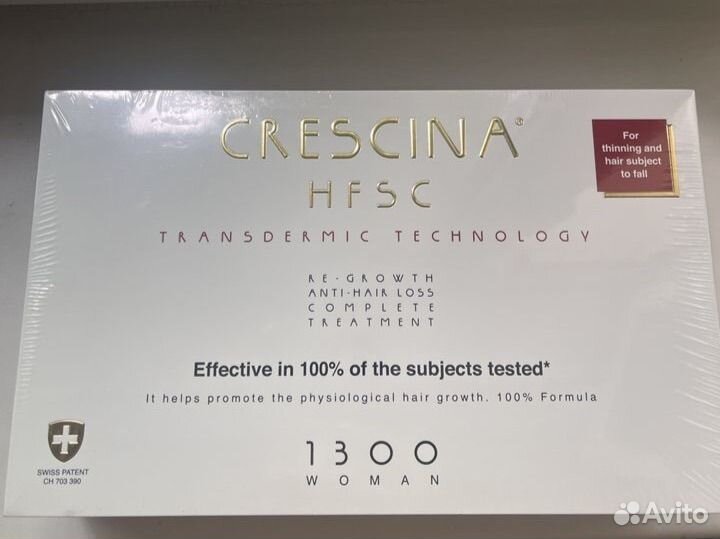 CRESCINA®
For
thinning and
hair subject
to fall
HFSC
TRANSDERMIC TECHNOLOGY
RE-GROWTH
ANTI-HAIR LOSS
COMPLETE
TREATMENT
Effective in 100% of the subjects tested*
It helps promote the physiological hair growth. 100% Formula
1300
WOMAN
SWISS PATENT
CH 703 390
Avito